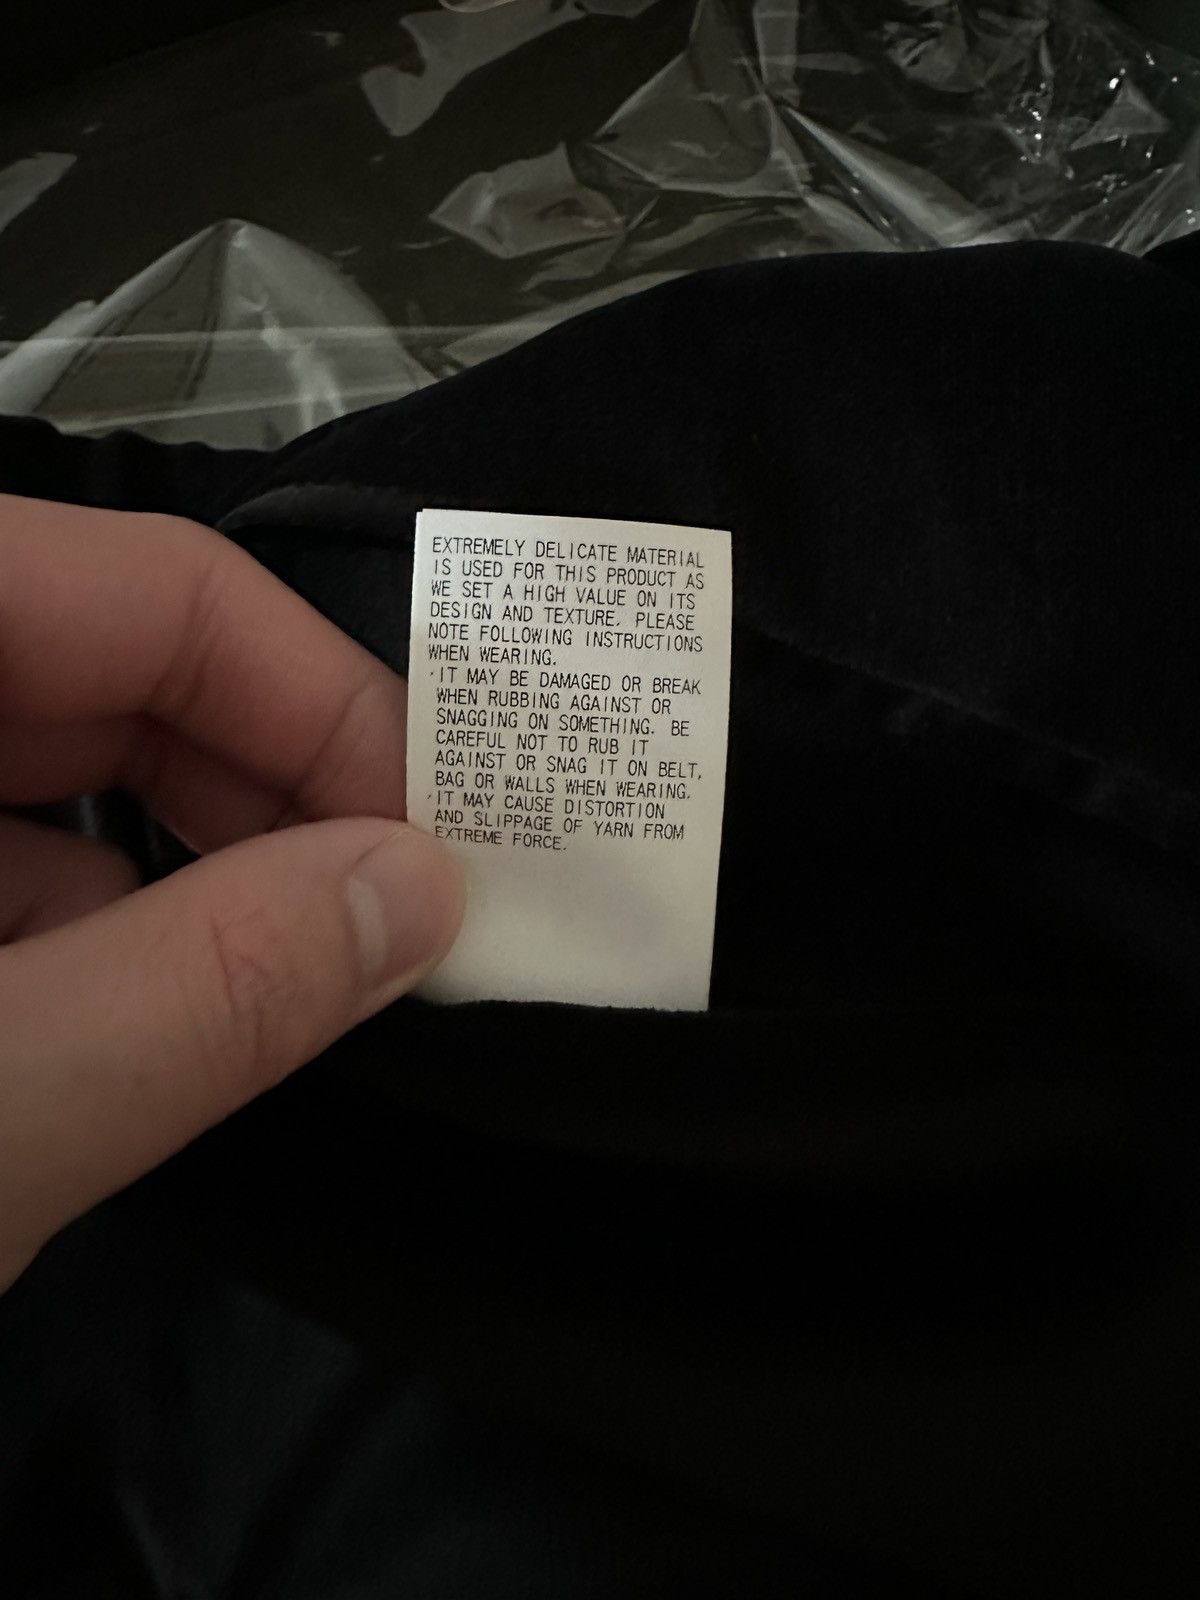 EXTREMELY DELICATE MATERIAL
IS USED FOR THIS PRODUCT AS
WE SET A HIGH VALUE ON ITS
DESIGN AND TEXTURE. PLEASE
NOTE FOLLOWING INSTRUCTIONS
WHEN WEARING.
・IT MAY BE DAMAGED OR BREAK
WHEN RUBBING AGAINST OR
SNAGGING ON SOMETHING. BE
CAREFUL NOT TO RUB IT
AGAINST OR SNAG IT ON BELT,
BAG OR WALLS WHEN WEARING.
・IT MAY CAUSE DISTORTION
AND SLIPPAGE OF YARN FROM
EXTREME FORCE.